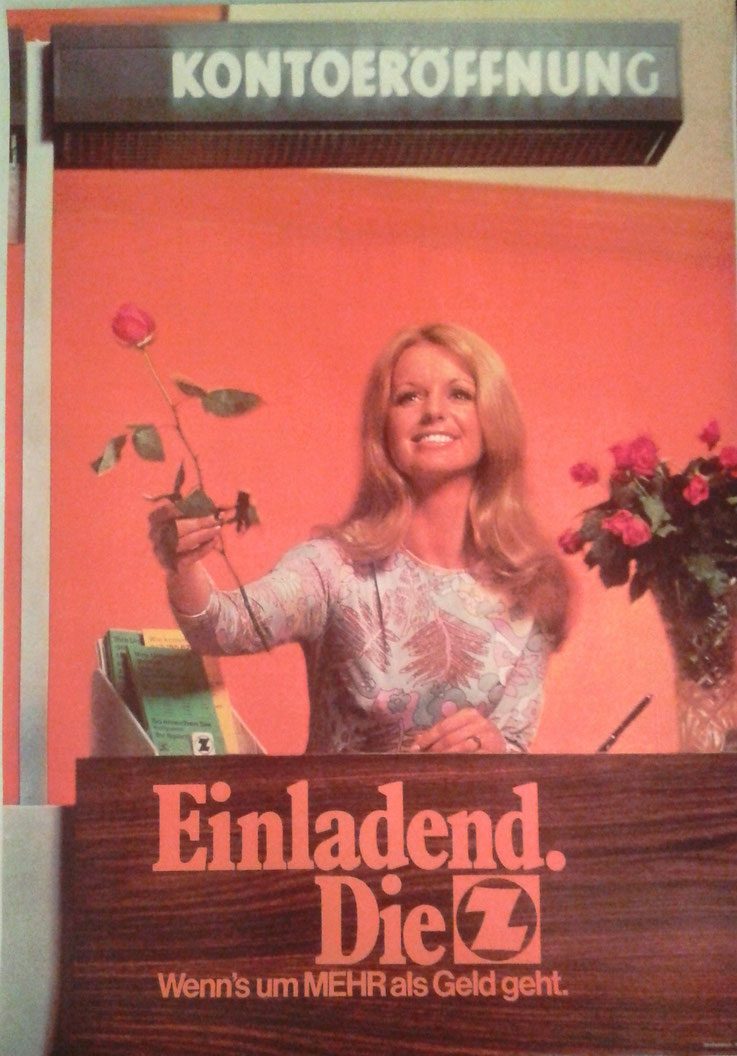 KONTOERÖFFNUNG
Z
Einladend.
Die Z
Wenn's um MEHR als Geld geht.